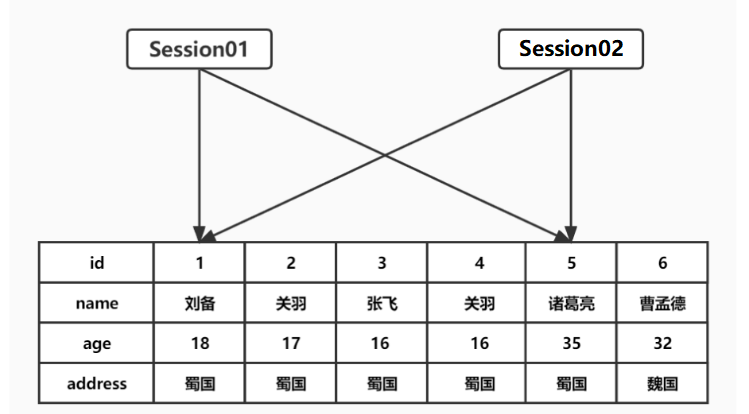 Session01 Session02
id 1 2 3 4 5 6
name 刘备 关羽 张飞 关羽 诸葛亮 曹孟德
age 18 17 16 16 35 32
address 蜀国 蜀国 蜀国 蜀国 蜀国 魏国